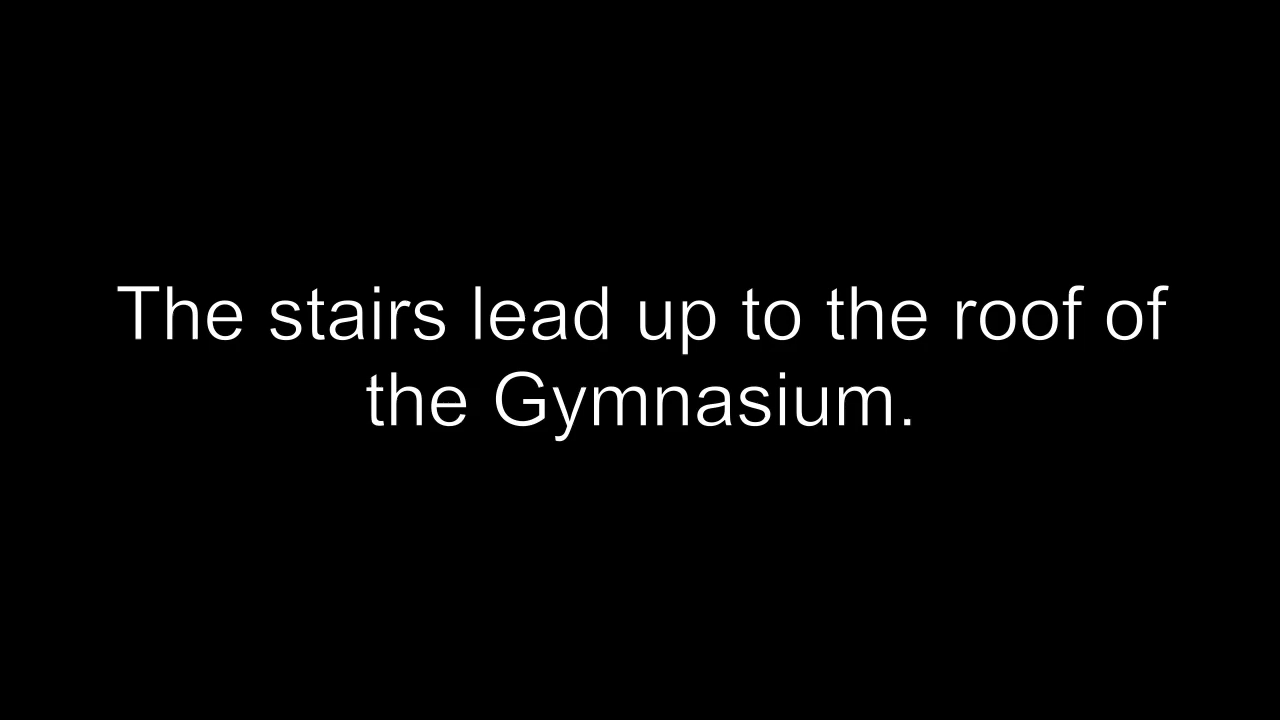 The stairs lead up to the roof of
the Gymnasium.